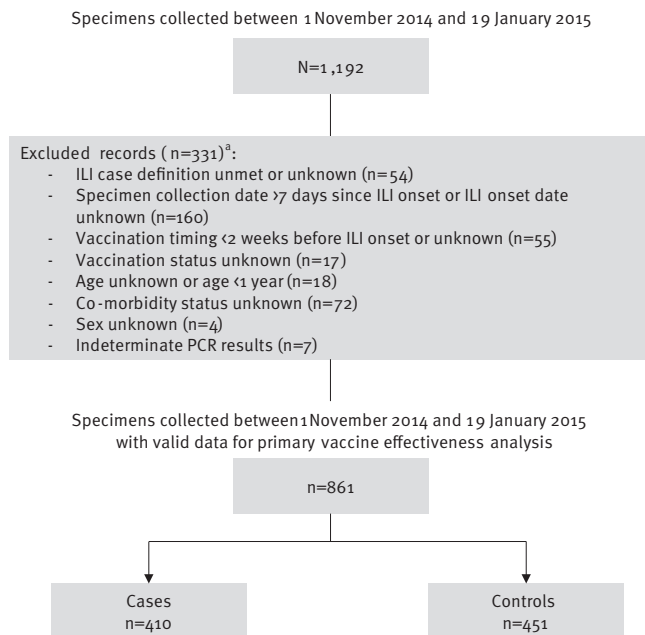 Specimens collected between 1 November 2014 and 19 January 2015
N=1,192
Excluded records (n=331)ª:
- ILI case definition unmet or unknown (n=54)
- Specimen collection date >7 days since ILI onset or ILI onset date
unknown (n=160)
- Vaccination timing <2 weeks before ILI onset or unknown (n=55)
- Vaccination status unknown (n=17)
- Age unknown or age <1 year (n=18)
- Co-morbidity status unknown (n=72)
- Sex unknown (n=4)
- Indeterminate PCR results (n=7)
Specimens collected between 1 November 2014 and 19 January 2015
with valid data for primary vaccine effectiveness analysis
n=861
Cases
n=410
Controls
n=451